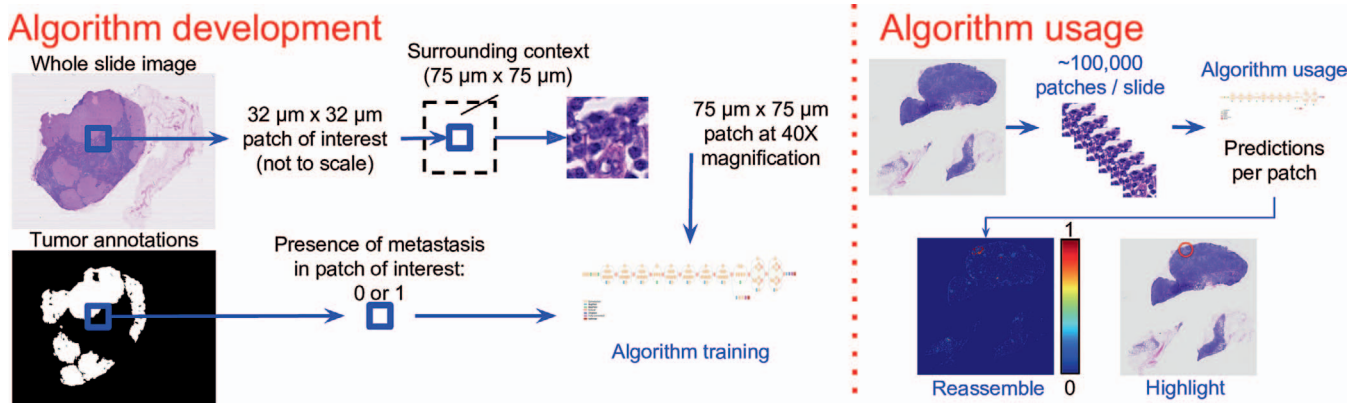 Algorithm development
Whole slide image
32 µm x 32 µm
patch of interest
(not to scale)
Surrounding context
(75 µm x 75 µm)
75 µm x 75 µm
patch at 40X
magnification
Tumor annotations
Presence of metastasis
in patch of interest:
0 or 1
Algorithm training
Algorithm usage
~100,000
patches / slide
Algorithm usage
Predictions
per patch
1
0
Reassemble
Highlight